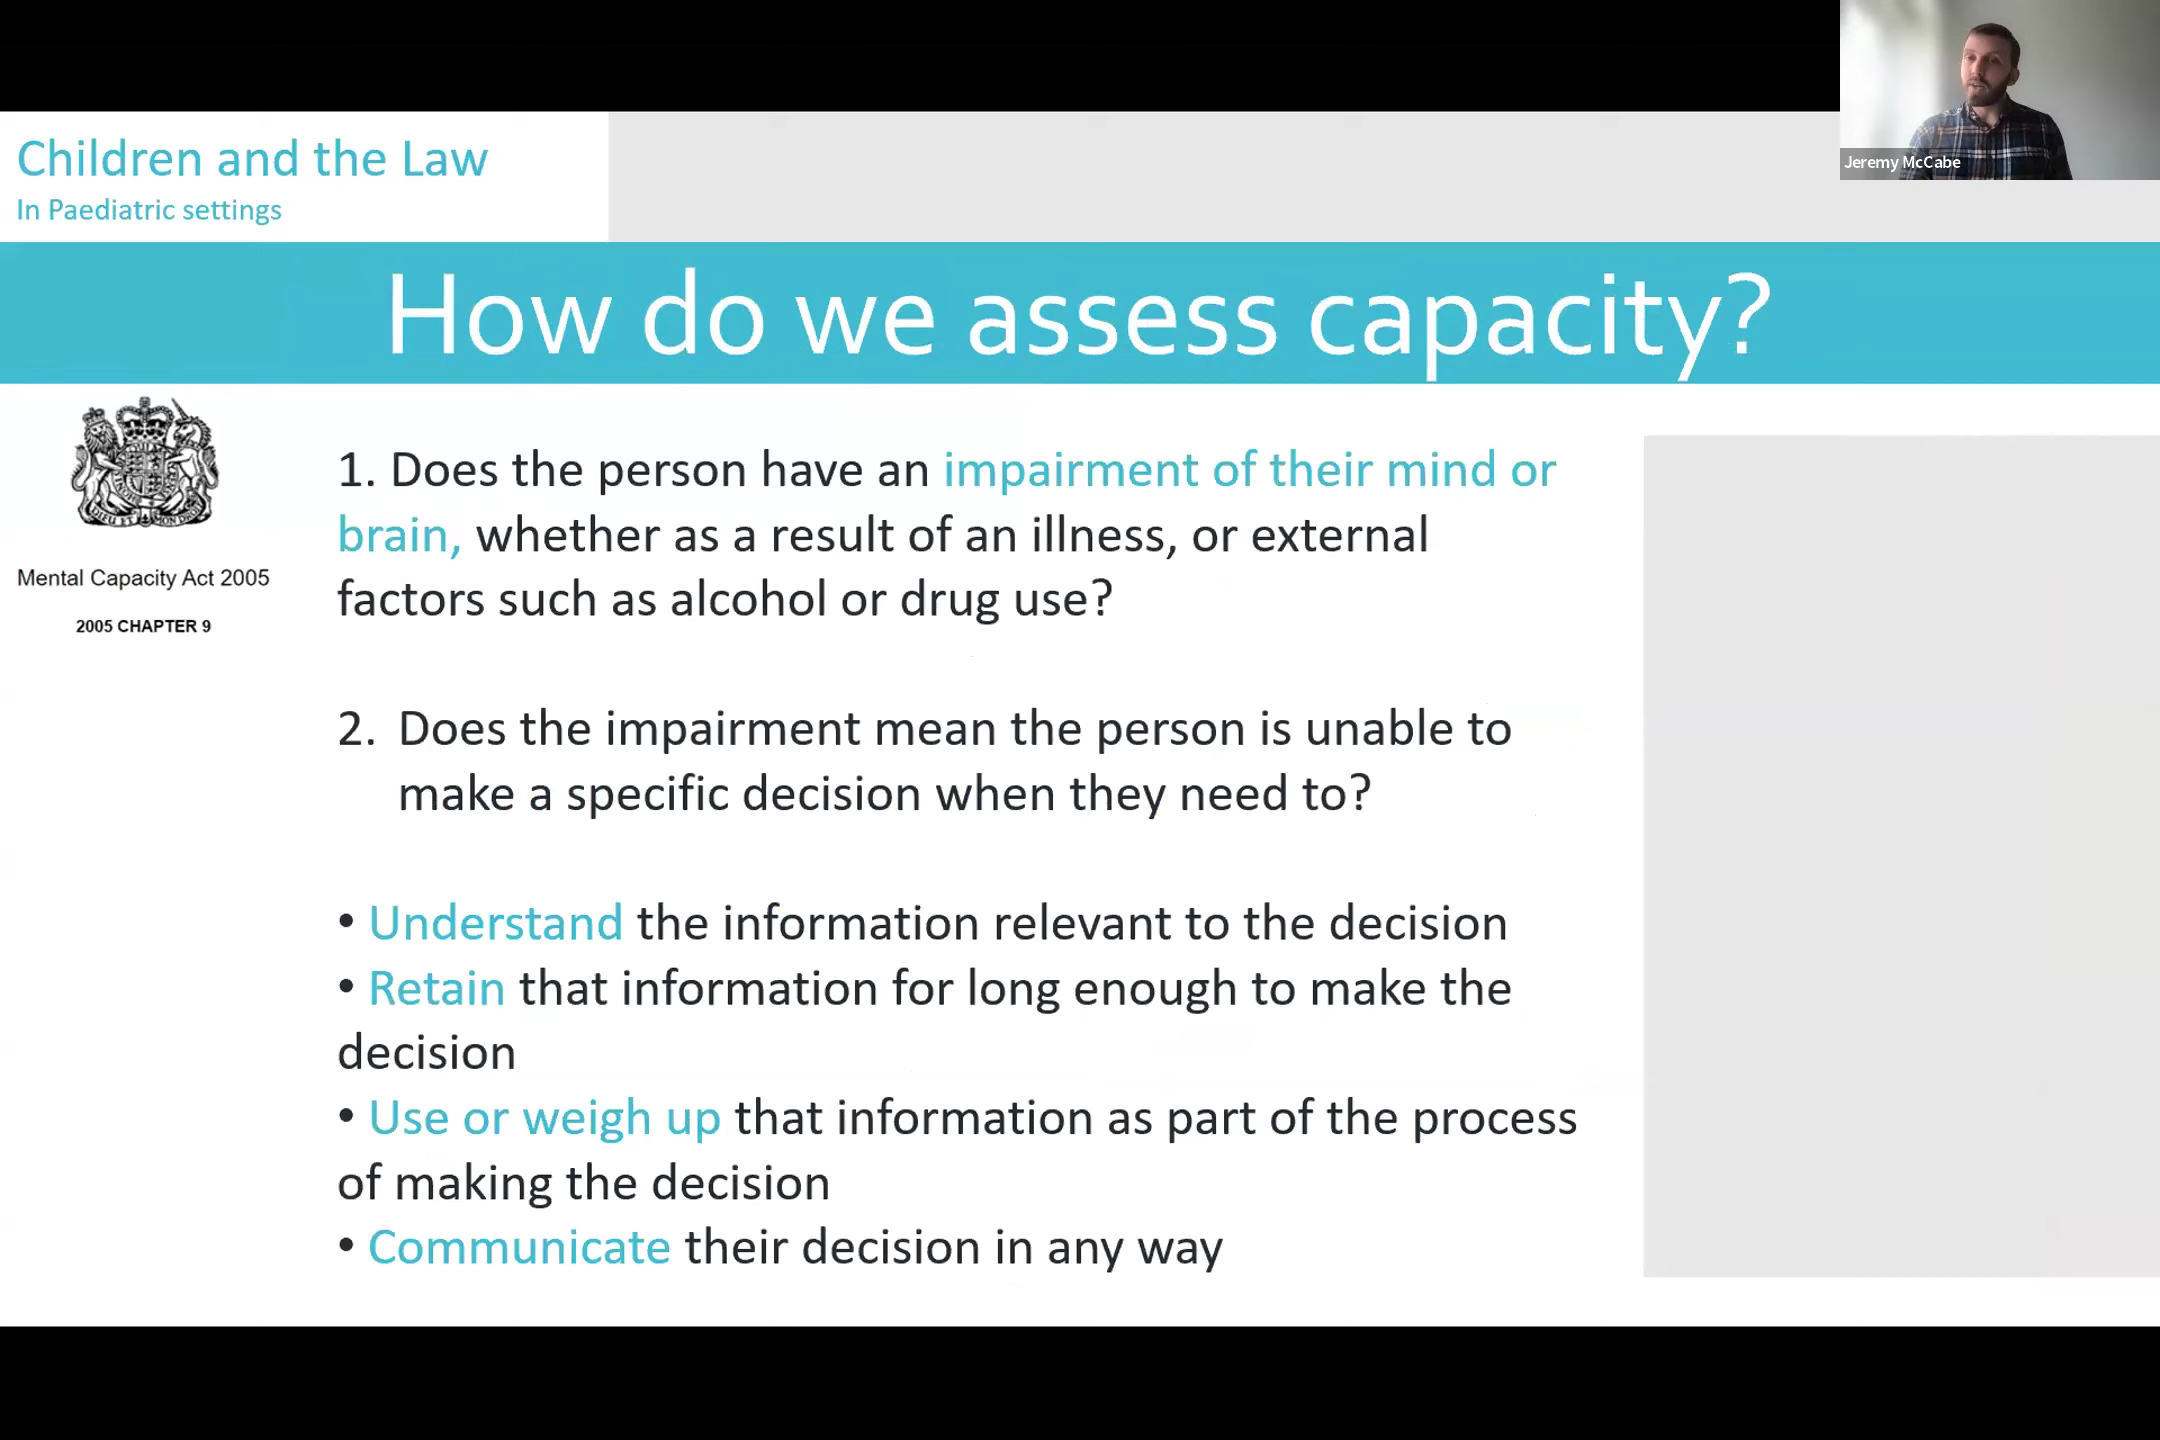 Jeremy McCabe
Children and the Law
In Paediatric settings
How do we assess capacity?
Mental Capacity Act 2005
2005 CHAPTER 9
1. Does the person have an impairment of their mind or
brain, whether as a result of an illness, or external
factors such as alcohol or drug use?
2. Does the impairment mean the person is unable to
make a specific decision when they need to?
• Understand the information relevant to the decision
• Retain that information for long enough to make the
decision
• Use or weigh up that information as part of the process
of making the decision
• Communicate their decision in any way